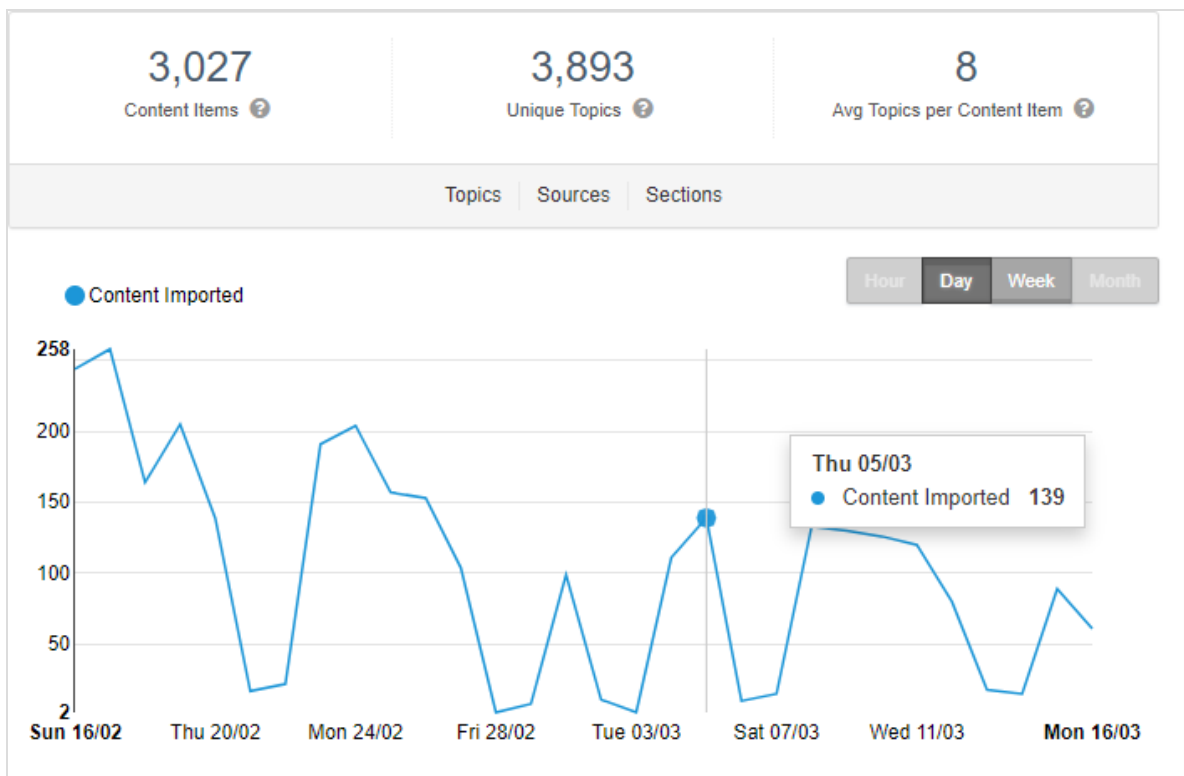 3,027 3,893 8
Content Items ? Unique Topics ? Avg Topics per Content Item ?
Topics Sources Sections
Hour Day Week Month
Content Imported
258
200
Thu 05/03
150 Content Imported 139
100
50
2
Sun 16/02 Thu 20/02 Mon 24/02 Fri 28/02 Tue 03/03 Sat 07/03 Wed 11/03 Mon 16/03